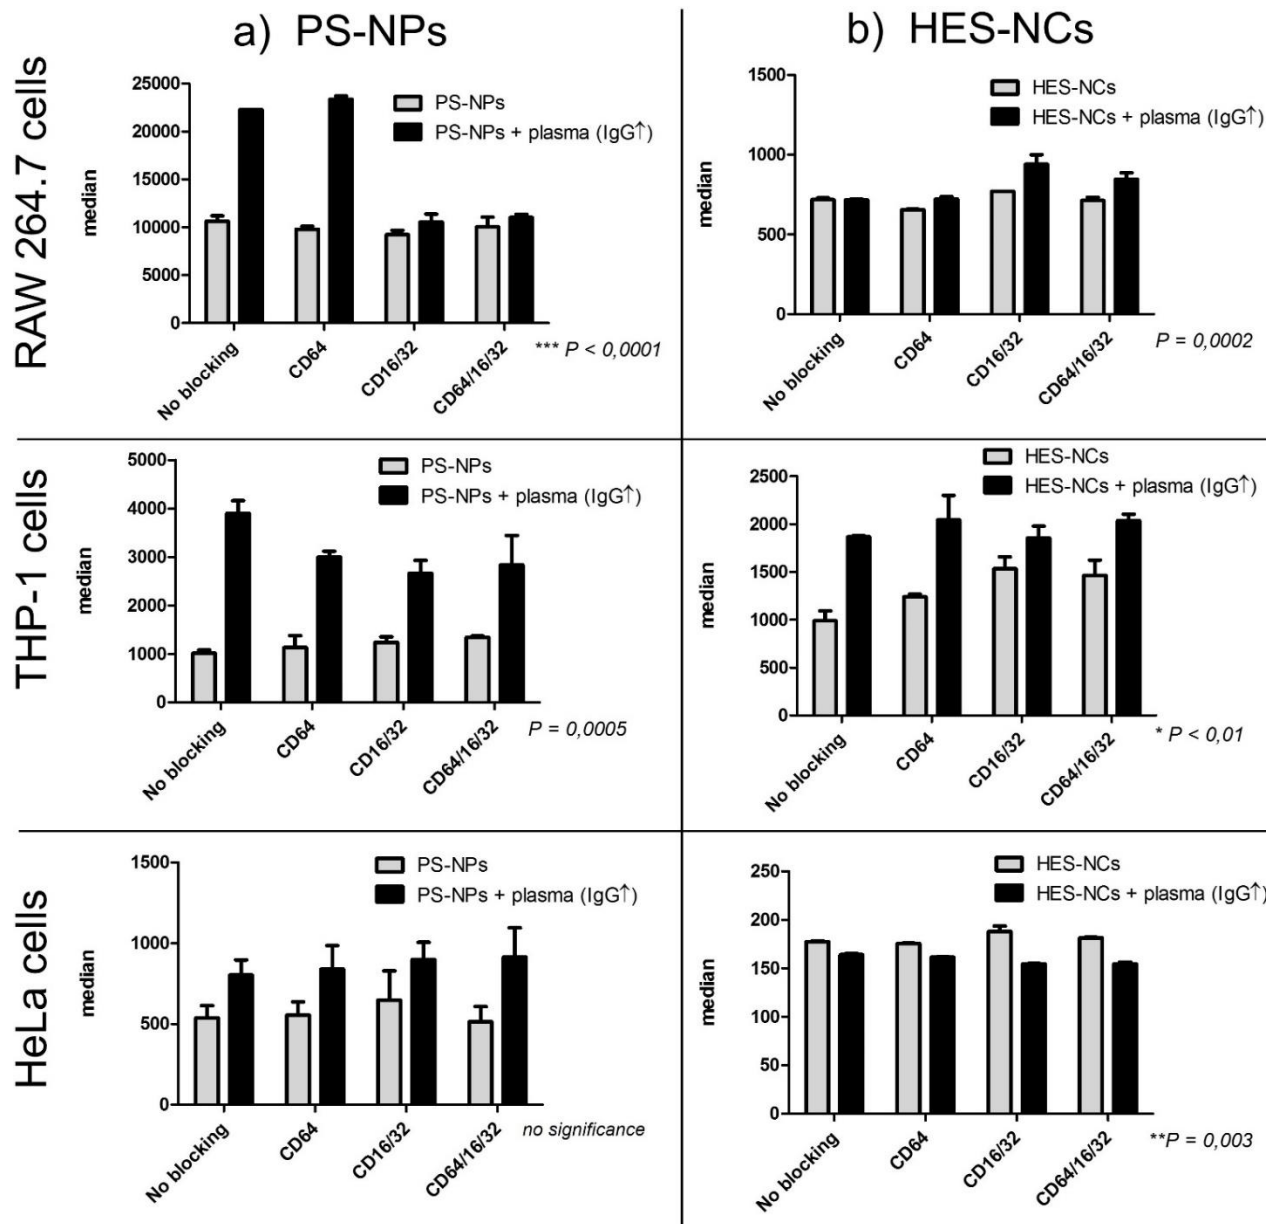 a) PS-NPs
b) HES-NCs
RAW 264.7 cells
25000
20000
15000
10000
5000
0
median
PS-NPs
PS-NPs + plasma (IgG↑)
No blocking
CD64
CD16/32
CD64/16/32
*** P < 0,0001
1500
1000
500
0
median
HES-NCs
HES-NCs + plasma (IgG↑)
No blocking
CD64
CD16/32
CD64/16/32
P = 0,0002
THP-1 cells
5000
4000
3000
2000
1000
0
median
PS-NPs
PS-NPs + plasma (IgG↑)
No blocking
CD64
CD16/32
CD64/16/32
P = 0,0005
2500
2000
1500
1000
500
0
median
HES-NCs
HES-NCs + plasma (IgG↑)
No blocking
CD64
CD16/32
CD64/16/32
* P < 0,01
HeLa cells
1500
1000
500
0
median
PS-NPs
PS-NPs + plasma (IgG↑)
No blocking
CD64
CD16/32
CD64/16/32
no significance
250
200
150
100
50
0
median
HES-NCs
HES-NCs + plasma (IgG↑)
No blocking
CD64
CD16/32
CD64/16/32
**P = 0,003